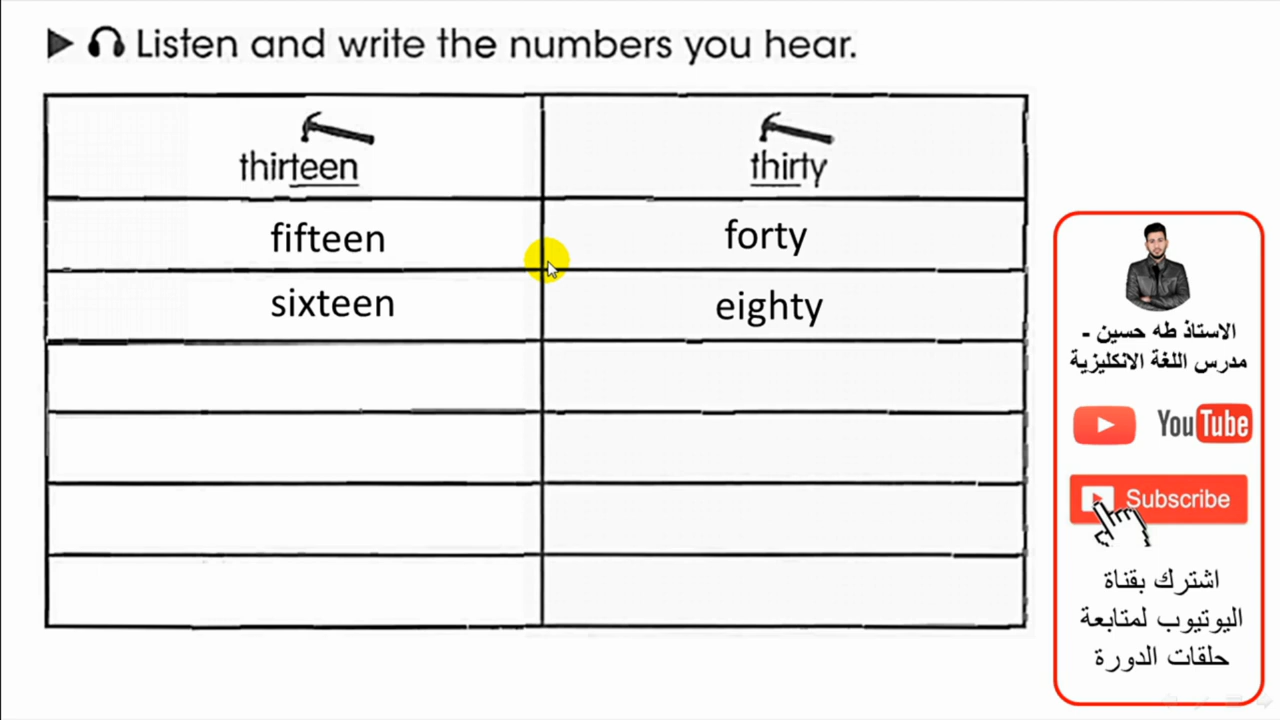 Listen and write the numbers you hear.
thirteen
thirty
fifteen
forty
sixteen
eighty
الاستاذ طه حسين -
مدرس اللغة الانكليزية
YouTube
Subscribe
اشترك بقناة
اليوتيوب لمتابعة
حلقات الدورة